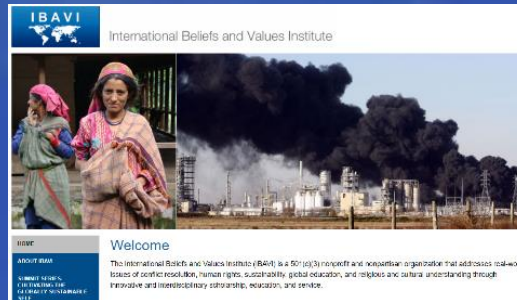 IBAVI
International Beliefs and Values Institute
HOME
Welcome
ABOUT IBAVI
The International Beliefs and Values Institute (IBAVI) is a 501(c)(3) nonprofit and nonpartisan organization that addresses real-wo
issues of conflict resolution, human rights, sustainability, global education, and religious and cultural understanding through
innovative and interdisciplinary scholarship, education, and service.
SUMMIT SERIES
CULTIVATING THE
GLOBALLY SUSTAINABLE
SELF